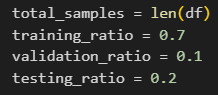 total_samples = len(df)
training_ratio = 0.7
validation_ratio = 0.1
testing_ratio = 0.2